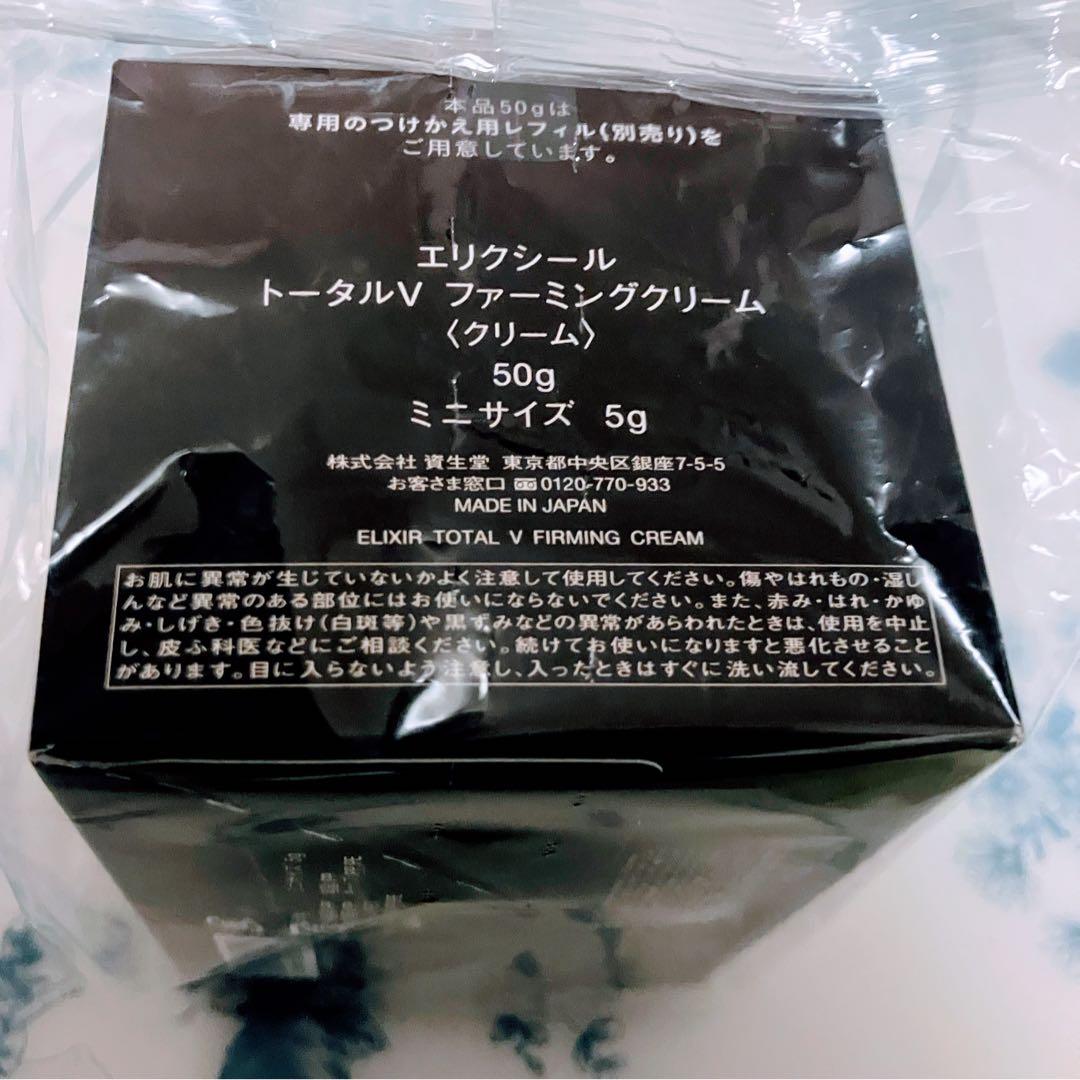 本品50gは
専用のつけかえ用レフィル(別売り)を
ご用意しています。
エリクシール
トータルV ファーミングクリーム
〈クリーム〉
50g
ミニサイズ 5g
株式会社 資生堂 東京都中央区銀座7-5-5
お客さま窓口 0120-770-933
MADE IN JAPAN
ELIXIR TOTAL V FIRMING CREAM
お肌に異常が生じていないかよく注意して使用してください。傷やはれもの・湿し
んなど異常のある部位にはお使いにならないでください。また、赤み・はれ・かゆ
み・しげき・色抜け(白斑等)や黒ずみなどの異常があらわれたときは、使用を中止
し、皮ふ科医などにご相談ください。続けてお使いになりますと悪化させること
があります。目に入らないよう注意し、入ったときはすぐに洗い流してください。